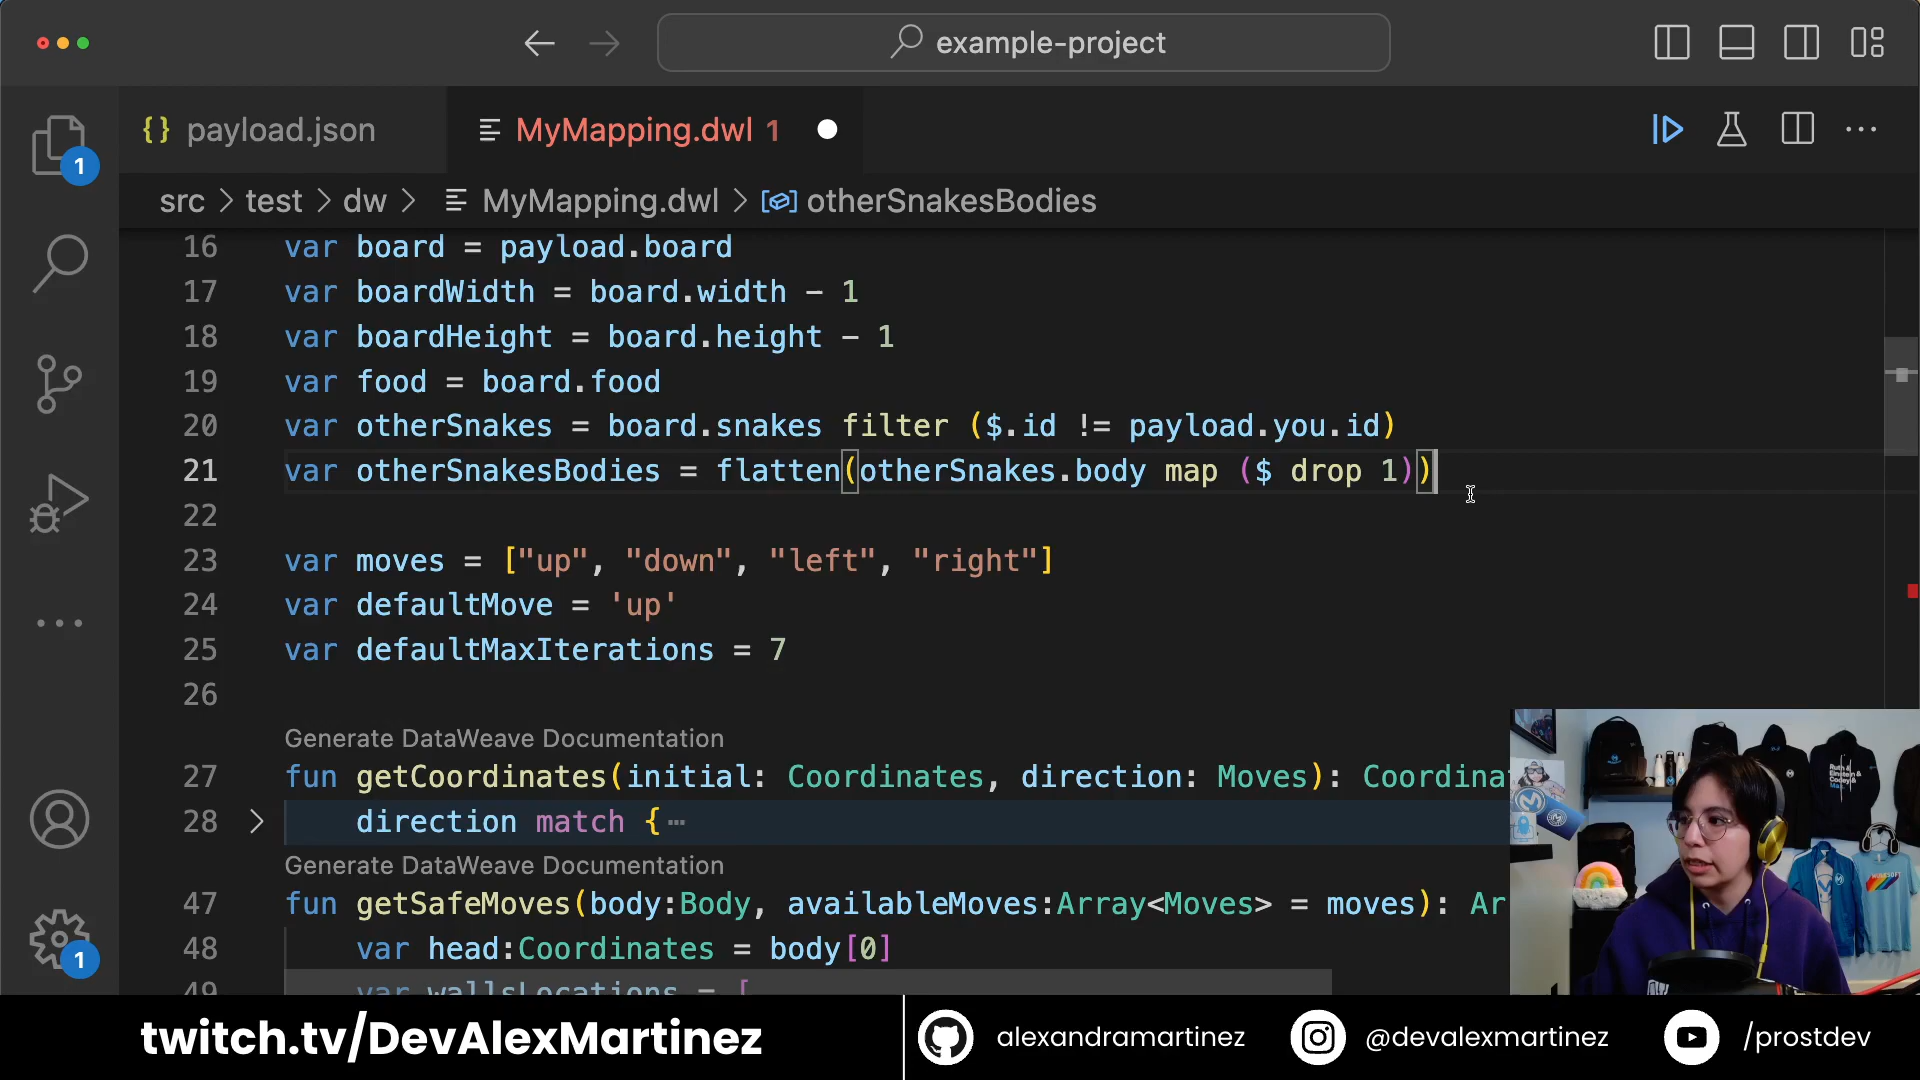 example-project
{} payload.json
MyMapping.dwl 1
src > test > dw > MyMapping.dwl > otherSnakesBodies
1
16 var board = payload.board
17 var boardWidth = board.width - 1
18 var boardHeight = board.height - 1
19 var food = board.food
20 var otherSnakes = board.snakes filter ($.id != payload.you.id)
21 var otherSnakesBodies = flatten(otherSnakes.body map ($ drop 1))
22
23 var moves = ["up", "down", "left", "right"]
24 var defaultMove = 'up'
25 var defaultMaxIterations = 7
26
Generate DataWeave Documentation
27 fun getCoordinates(initial: Coordinates, direction: Moves): Coordina
28 direction match {
Generate DataWeave Documentation
47 fun getSafeMoves(body:Body, availableMoves:Array<Moves> = moves): Ar
48 var head:Coordinates = body[0]
49 var wallsLocations = [
1
twitch.tv/DevAlexMartinez
alexandramartinez
@devalexmartinez
/prostdev